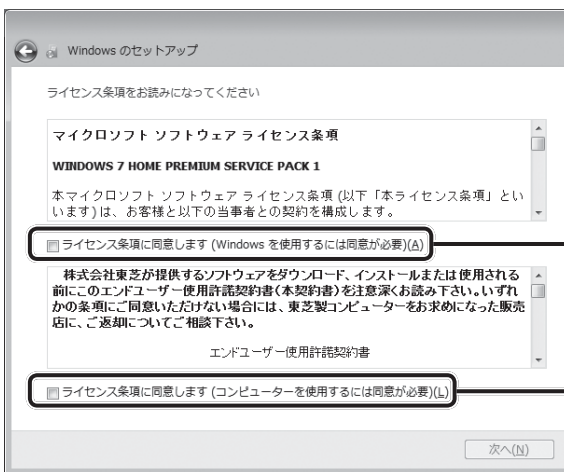 Windows のセットアップ
ライセンス条項をお読みになってください
マイクロソフト ソフトウェア ライセンス条項
WINDOWS 7 HOME PREMIUM SERVICE PACK 1
本マイクロソフト ソフトウェア ライセンス条項 (以下「本ライセンス条項」とい
います) は、お客様と以下の当事者との契約を構成します。
ライセンス条項に同意します (Windows を使用するには同意が必要)(A)
株式会社東芝が提供するソフトウェアをダウンロード、インストールまたは使用される
前にこのエンドユーザー使用許諾契約書(本契約書)を注意深くお読み下さい。いずれ
かの条項にご同意いただけない場合には、東芝製コンピューターをお求めになった販売
店に、ご返却についてご相談下さい。
エンドユーザー使用許諾契約書
ライセンス条項に同意します (コンピューターを使用するには同意が必要)(L)
次へ(N)